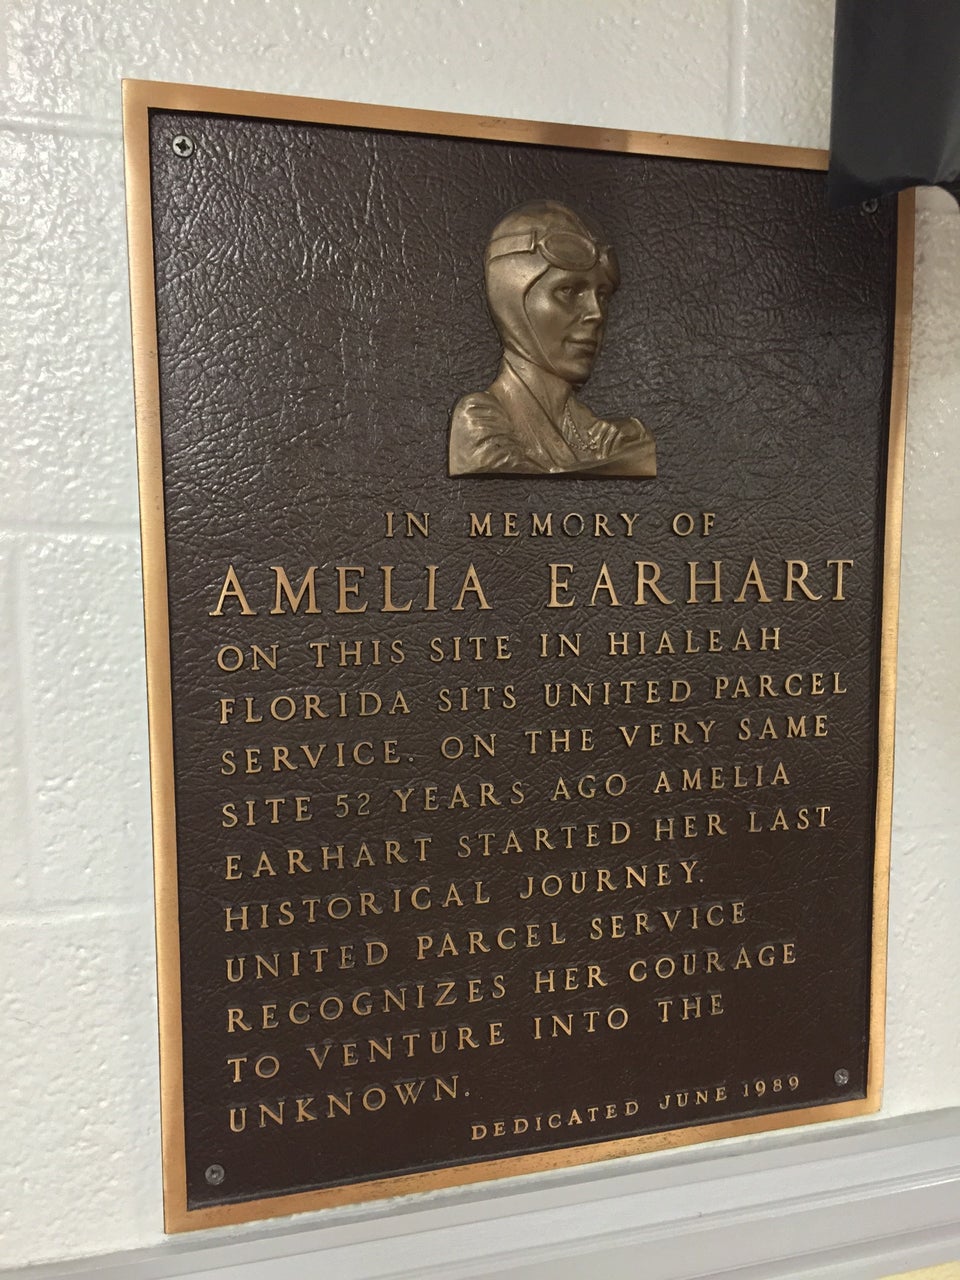 IN MEMORY OF
AMELIA EARHART
ON THIS SITE IN HIALEAH
FLORIDA SITS UNITED PARCEL
SERVICE. ON THE VERY SAME
SITE 52 YEARS AGO AMELIA
EARHART STARTED HER LAST
HISTORICAL JOURNEY.
UNITED PARCEL SERVICE
RECOGNIZES HER COURAGE
TO VENTURE INTO THE
UNKNOWN.
DEDICATED JUNE 1989